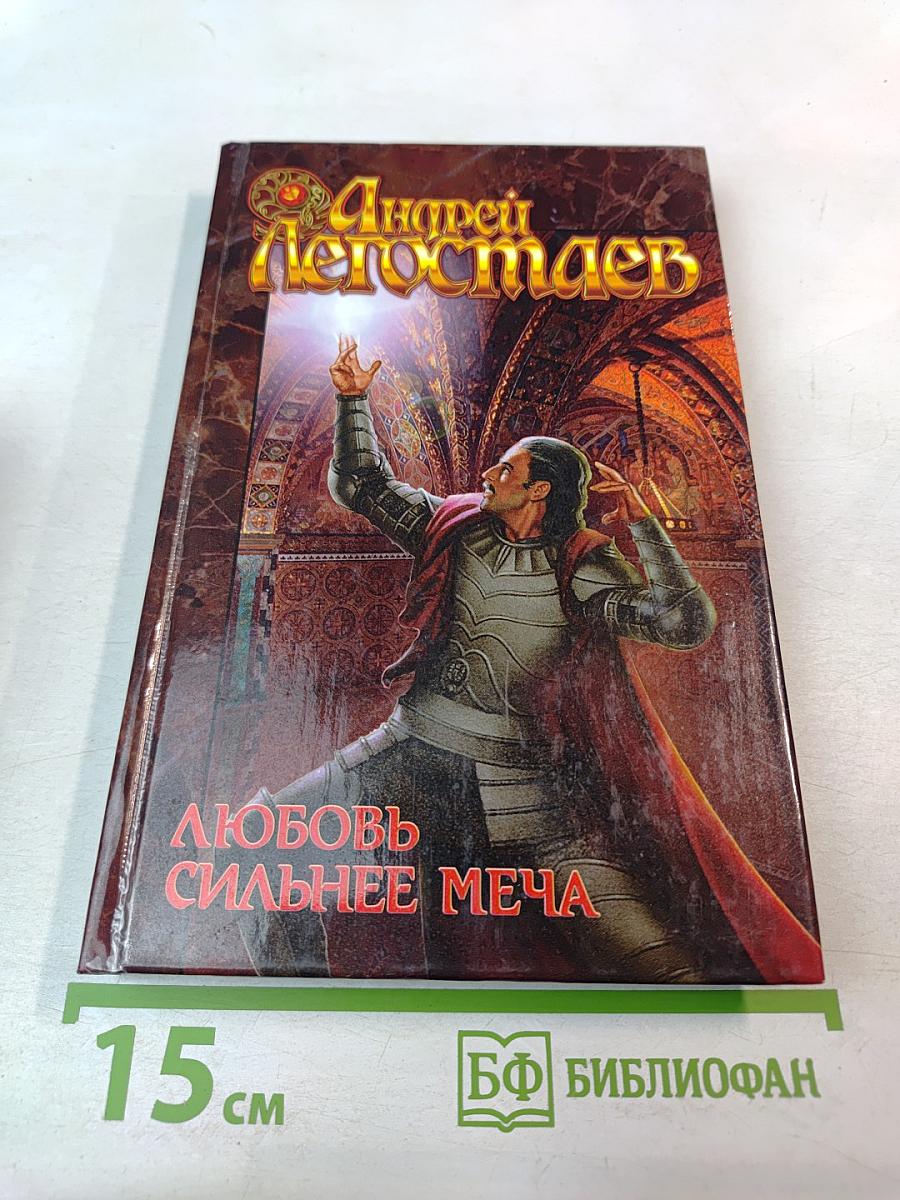 Андрей
Легостаев
ЛЮБОВЬ
СИЛЬНЕЕ МЕЧА
15 см
БФ БИБЛИОФАН